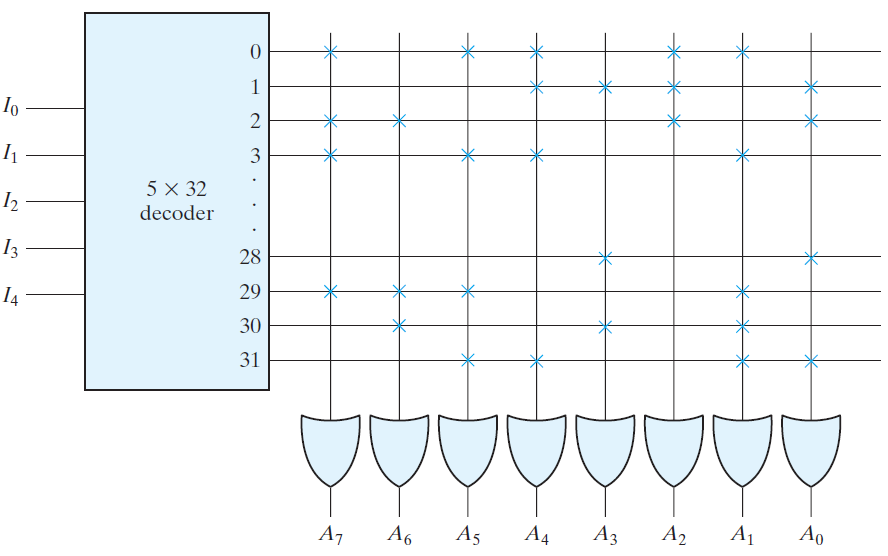 0
1
I₀
2
I₁
3
.
5 × 32
I₂
.
decoder
.
I₃
28
29
I₄
30
31
A₇ A₆ A₅ A₄ A₃ A₂ A₁ A₀